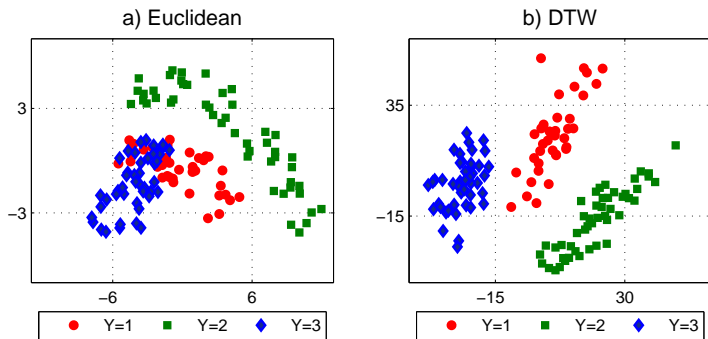 a) Euclidean
3
−3
−6
6
Y=1
Y=2
Y=3
b) DTW
35
−15
−15
30
Y=1
Y=2
Y=3